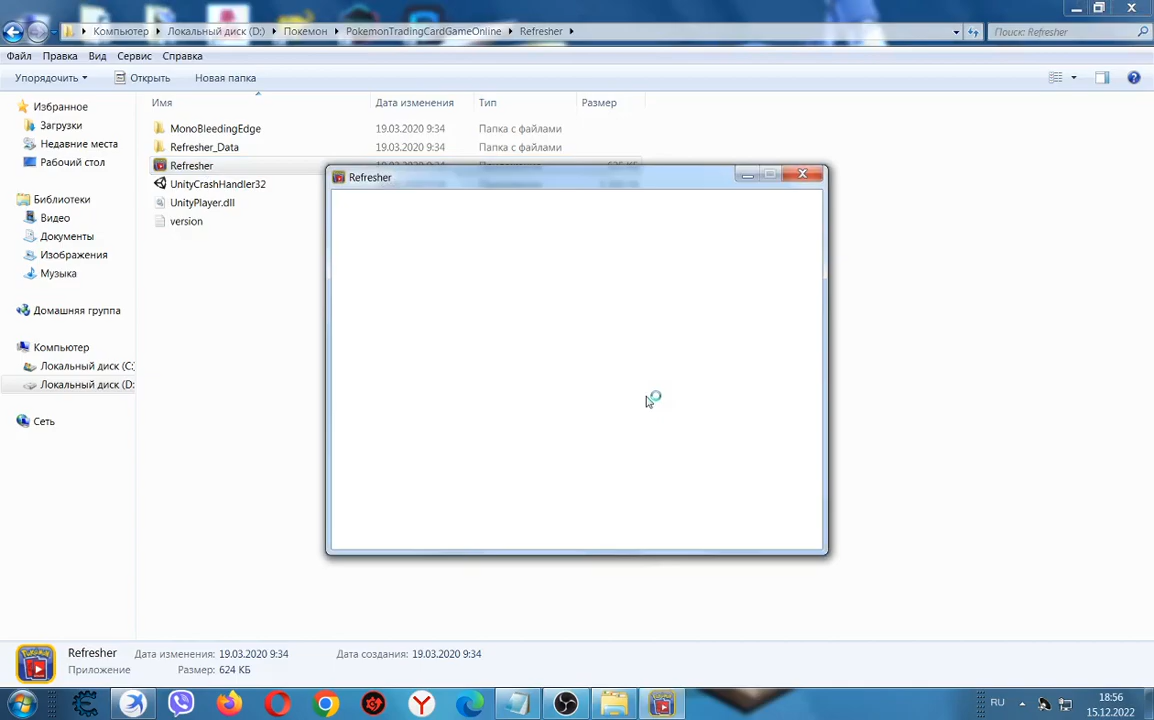 Компьютер Локальный диск (D:) Покемон PokemonTradingCardGameOnline Refresher
Поиск: Refresher
Файл Правка Вид Сервис Справка
Упорядочить Открыть Новая папка
Имя Дата изменения Тип Размер
Избранное
Загрузки
Недавние места
Рабочий стол
Библиотеки
Видео
Документы
Изображения
Музыка
Домашняя группа
Компьютер
Локальный диск (C:
Локальный диск (D:
Сеть
MonoBleedingEdge 19.03.2020 9:34 Папка с файлами
Refresher_Data 19.03.2020 9:34 Папка с файлами
Refresher
UnityCrashHandler32
UnityPlayer.dll
version
Refresher
Refresher Дата изменения: 19.03.2020 9:34 Дата создания: 19.03.2020 9:34
Приложение Размер: 624 КБ
RU
18:56
15.12.2022